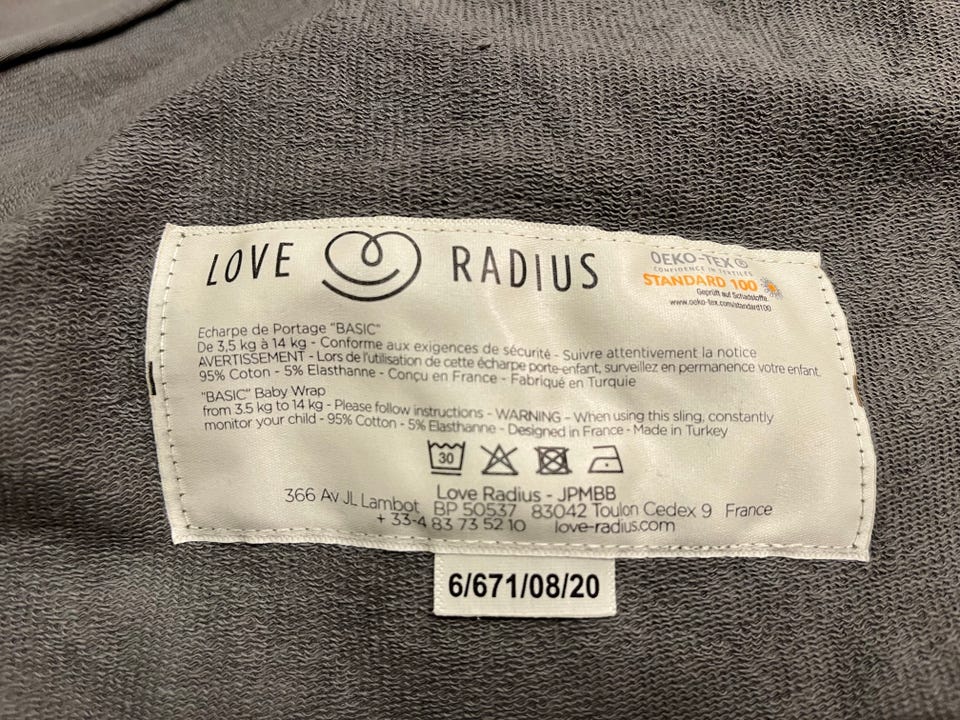 LOVE RADIUS
OEKO-TEX®
CONFIDENCE IN TEXTILES
STANDARD 100
Geprüft auf Schadstoffe.
www.oeko-tex.com/standard100
Echarpe de Portage "BASIC"
De 3,5 kg à 14 kg - Conforme aux exigences de sécurité - Suivre attentivement la notice
AVERTISSEMENT - Lors de l'utilisation de cette écharpe porte-enfant, surveillez en permanence votre enfant.
95% Coton - 5% Elasthanne - Conçu en France - Fabriqué en Turquie
"BASIC" Baby Wrap
from 3.5 kg to 14 kg - Please follow instructions - WARNING - When using this sling, constantly
monitor your child - 95% Cotton - 5% Elasthanne - Designed in France - Made in Turkey
30
Love Radius - JPMBB
366 Av JL Lambot BP 50537 83042 Toulon Cedex 9 France
+ 33-4 83 73 52 10 love-radius.com
6/671/08/20